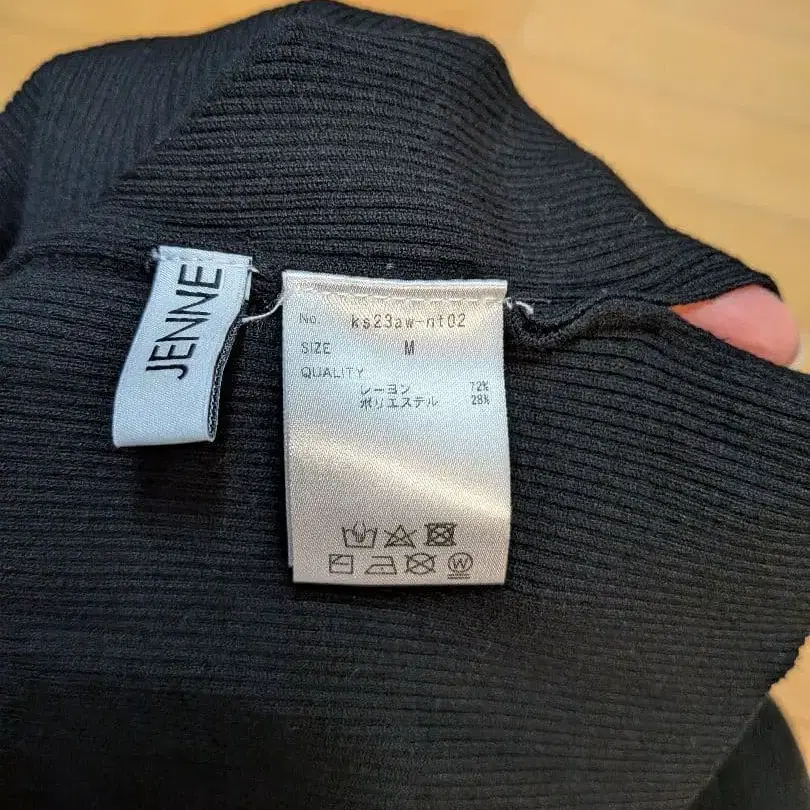 JENNE
No. ks23aw-nt02
SIZE M
QUALITY
レーヨン 72%
ポリエステル 28%
W